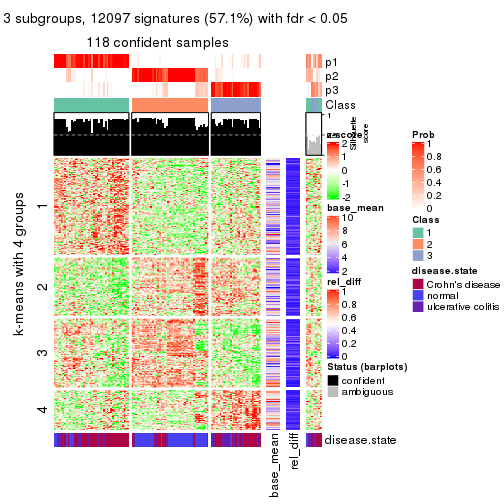 3 subgroups, 12097 signatures (57.1%) with fdr < 0.05
118 confident samples
p1
p2
p3
Class
1
Silhouette
score
z-score
2
1
0
-1
-2
base_mean
10
8
6
4
2
rel_diff
1
0.8
0.6
0.4
0.2
0
Status (barplots)
confident
ambiguous
Prob
1
0.8
0.6
0.4
0.2
0
Class
1
2
3
disease.state
Crohn's disease
normal
ulcerative colitis
k-means with 4 groups
1
2
3
4
disease.state
base_mean
rel_diff